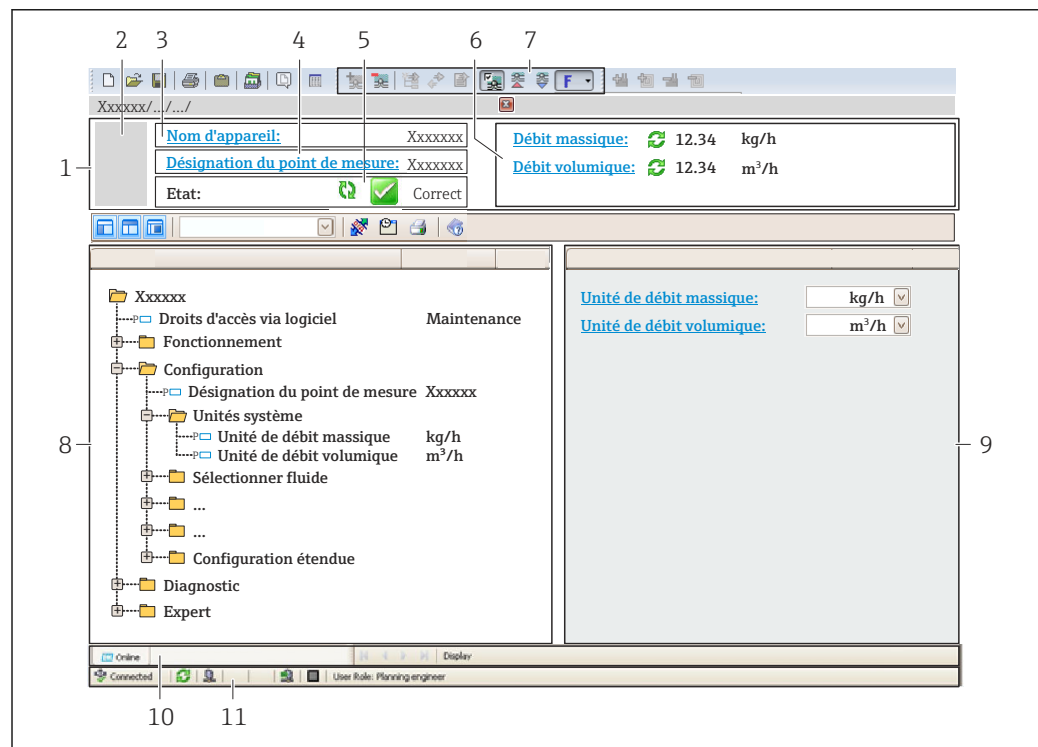 2 3 4 5 6 7
F
Xxxxxx/.../.../
1
Nom d'appareil: Xxxxxxx
Désignation du point de mesure: Xxxxxxx
Etat: Correct
Débit massique: 12.34 kg/h
Débit volumique: 12.34 m³/h
Xxxxxx
P Droits d'accès via logiciel Maintenance
Fonctionnement
Configuration
P Désignation du point de mesure Xxxxxx
Unités système
P Unité de débit massique kg/h
P Unité de débit volumique m³/h
Sélectionner fluide
...
...
Configuration étendue
Diagnostic
Expert
8
Unité de débit massique: kg/h
Unité de débit volumique: m³/h
9
Online Display
Connected User Role: Planning engineer
10 11